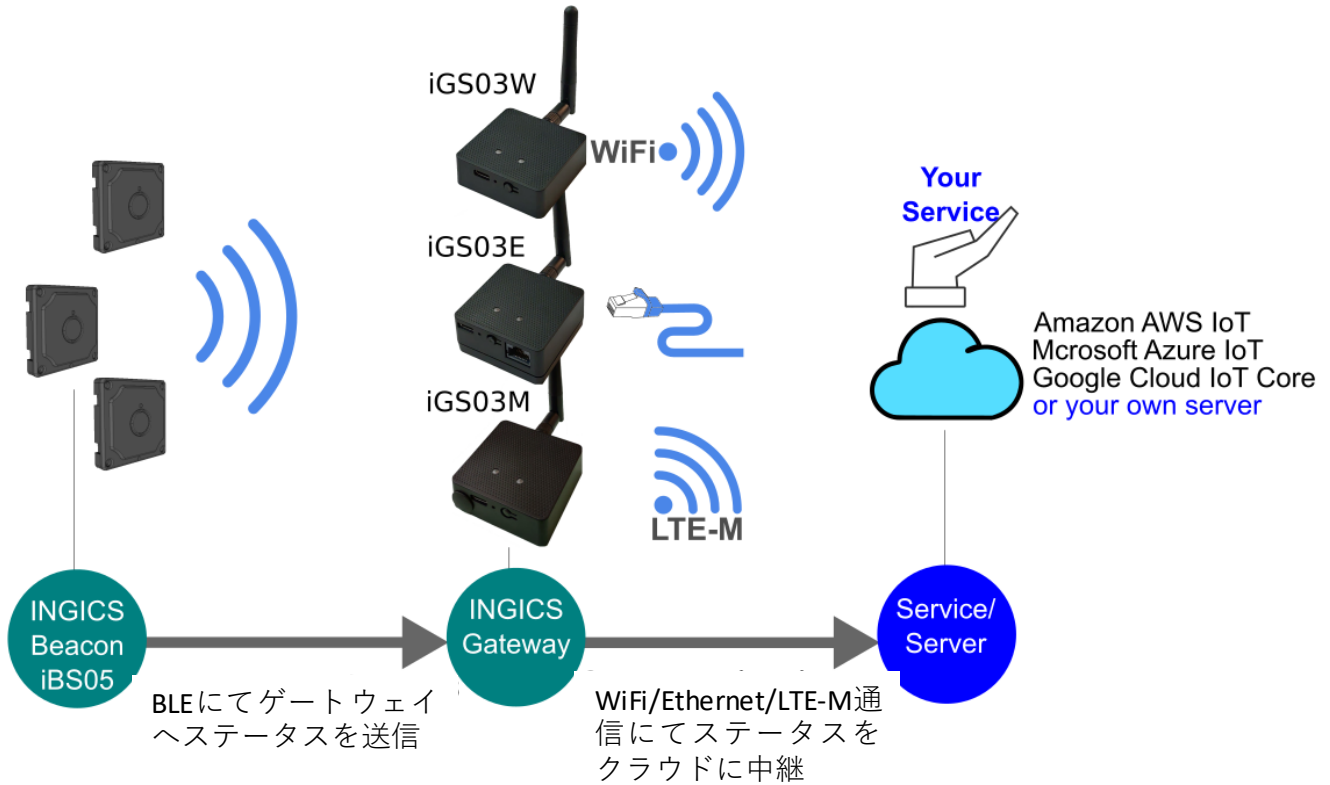 iGS03W
WiFi
iGS03E
iGS03M
LTE-M
Your
Service
Amazon AWS IoT
Mcrosoft Azure IoT
Google Cloud IoT Core
or your own server
INGICS
Beacon
iBS05
INGICS
Gateway
Service/
Server
BLEにてゲートウェイ
へステータスを送信
WiFi/Ethernet/LTE-M通
信にてステータスを
クラウドに中継